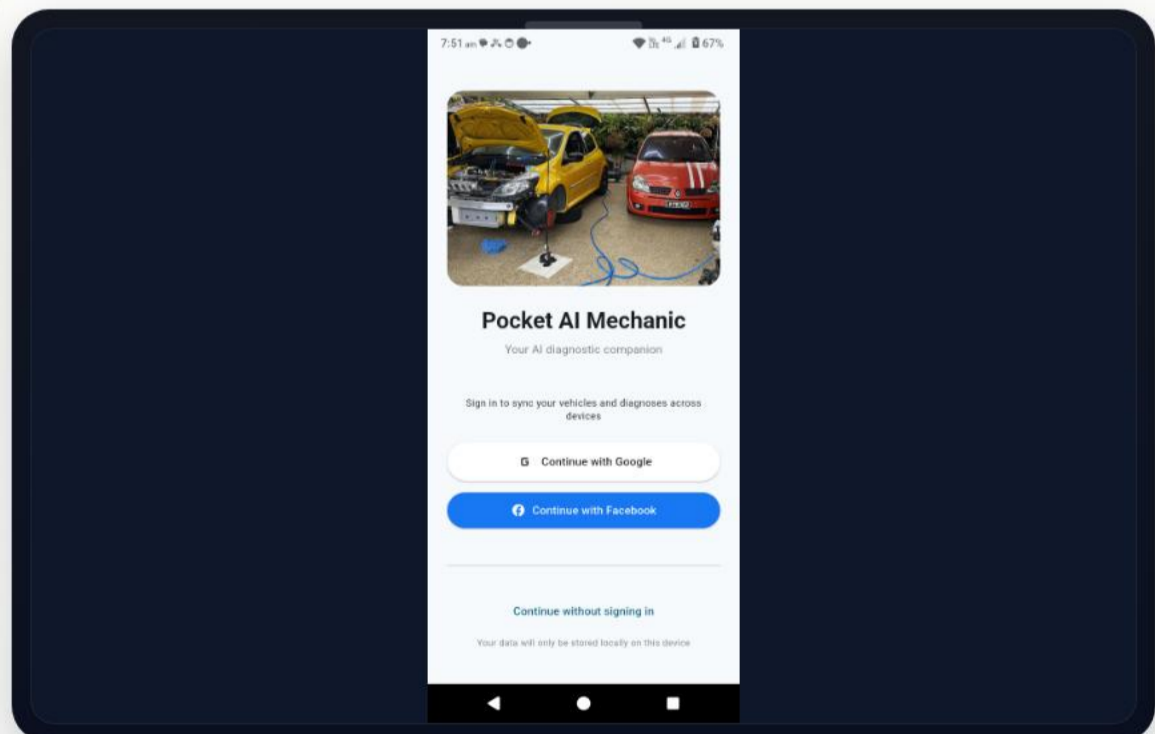 7:51 am
4G 67%
Pocket AI Mechanic
Your AI diagnostic companion
Sign in to sync your vehicles and diagnoses across
devices
G Continue with Google
Continue with Facebook
Continue without signing in
Your data will only be stored locally on this device